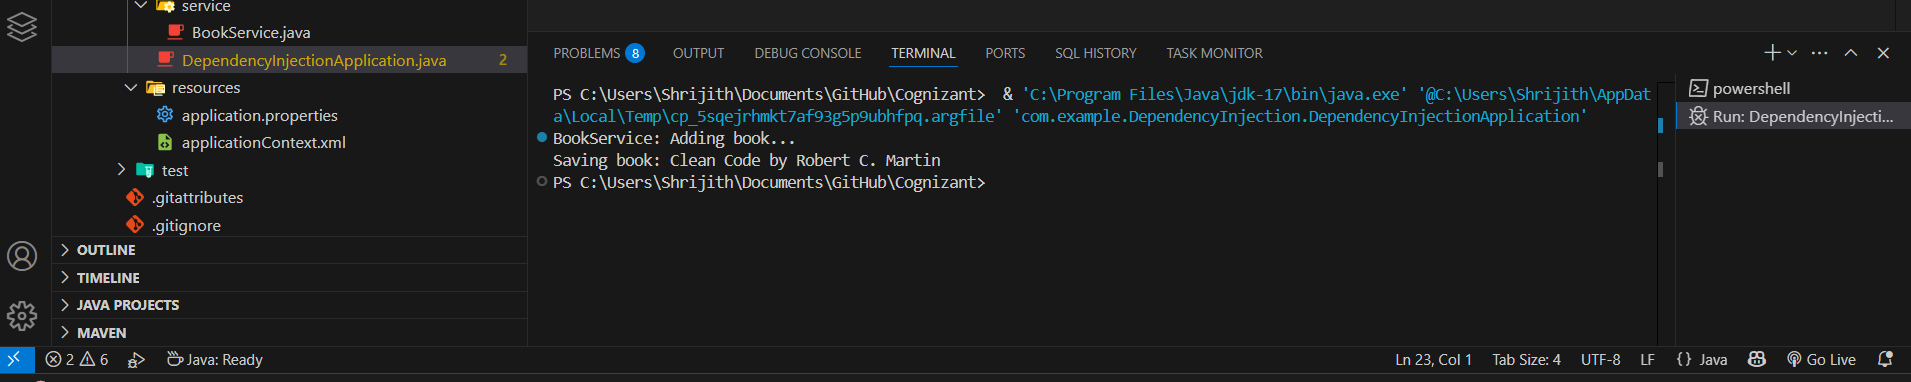 service
BookService.java
DependencyInjectionApplication.java 2
resources
application.properties
applicationContext.xml
test
.gitattributes
.gitignore
OUTLINE
TIMELINE
JAVA PROJECTS
MAVEN
PROBLEMS 8 OUTPUT DEBUG CONSOLE TERMINAL PORTS SQL HISTORY TASK MONITOR
PS C:\Users\Shrijith\Documents\GitHub\Cognizant>  & 'C:\Program Files\Java\jdk-17\bin\java.exe' '@C:\Users\Shrijith\AppDat
a\Local\Temp\cp_5sqejrhmkt7af93g5p9ubhfpq.argfile' 'com.example.DependencyInjection.DependencyInjectionApplication'
BookService: Adding book...
Saving book: Clean Code by Robert C. Martin
PS C:\Users\Shrijith\Documents\GitHub\Cognizant>
powershell
Run: DependencyInjecti...
2 6 Java: Ready Ln 23, Col 1 Tab Size: 4 UTF-8 LF {} Java Go Live